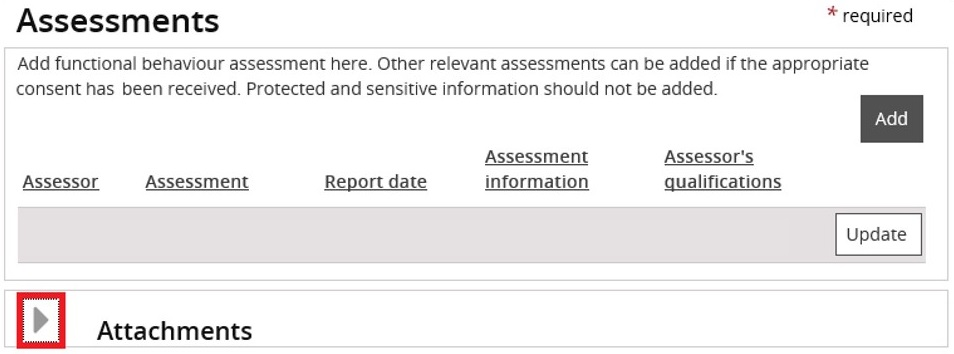 Assessments
* required
Add functional behaviour assessment here. Other relevant assessments can be added if the appropriate
consent has been received. Protected and sensitive information should not be added.
Add
Assessor Assessment Report date Assessment information Assessor's qualifications
Update
Attachments